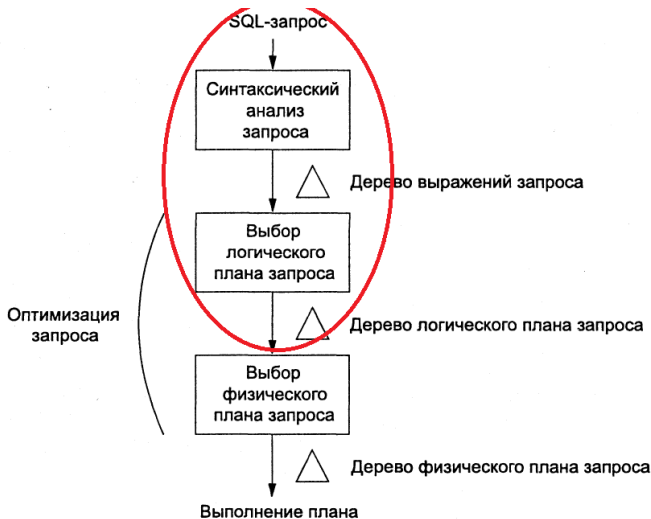 SQL-запрос
Синтаксический
анализ
запроса
Дерево выражений запроса
Выбор
логического
плана запроса
Оптимизация
запроса
Дерево логического плана запроса
Выбор
физического
плана запроса
Дерево физического плана запроса
Выполнение плана